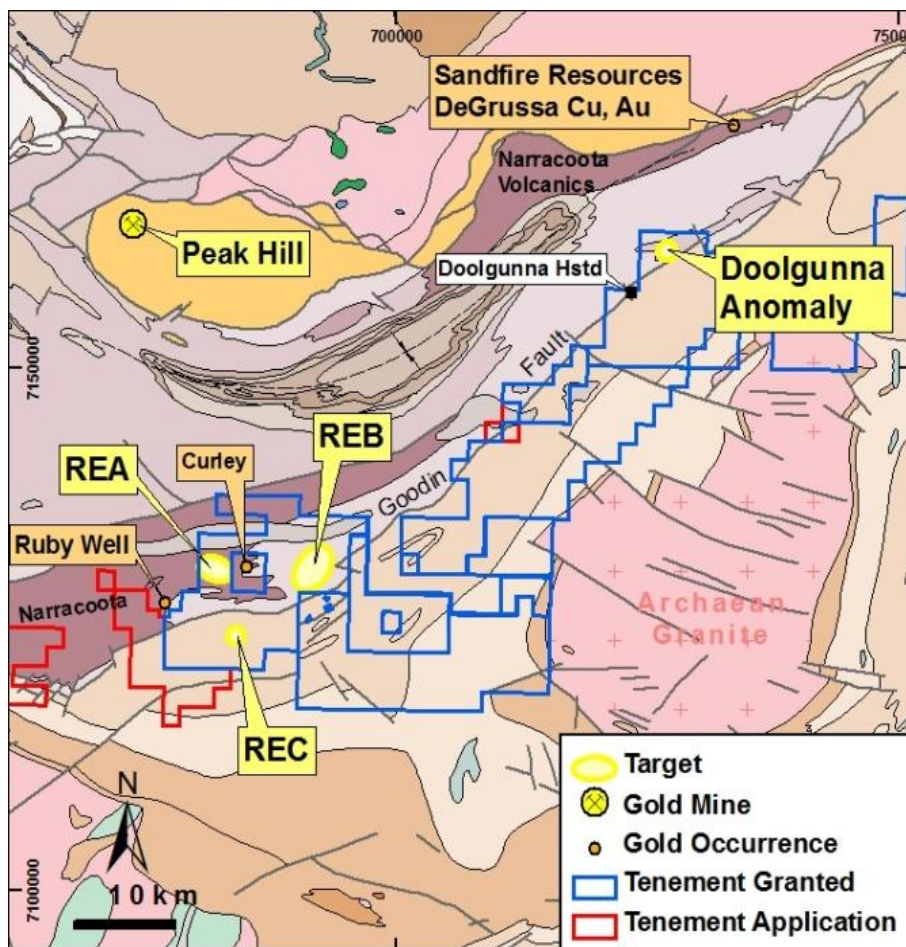 700000
7500
Sandfire Resources
DeGrussa Cu, Au
Narracoota
Volcanics
Peak Hill
Doolgunna Hstd
Doolgunna
Anomaly
7150000
Fault
REB
REA
Curley
Goodin
Ruby Well
Narracoota
Archaean
Granite
REC
N
10 km
7100000
Target
Gold Mine
Gold Occurrence
Tenement Granted
Tenement Application